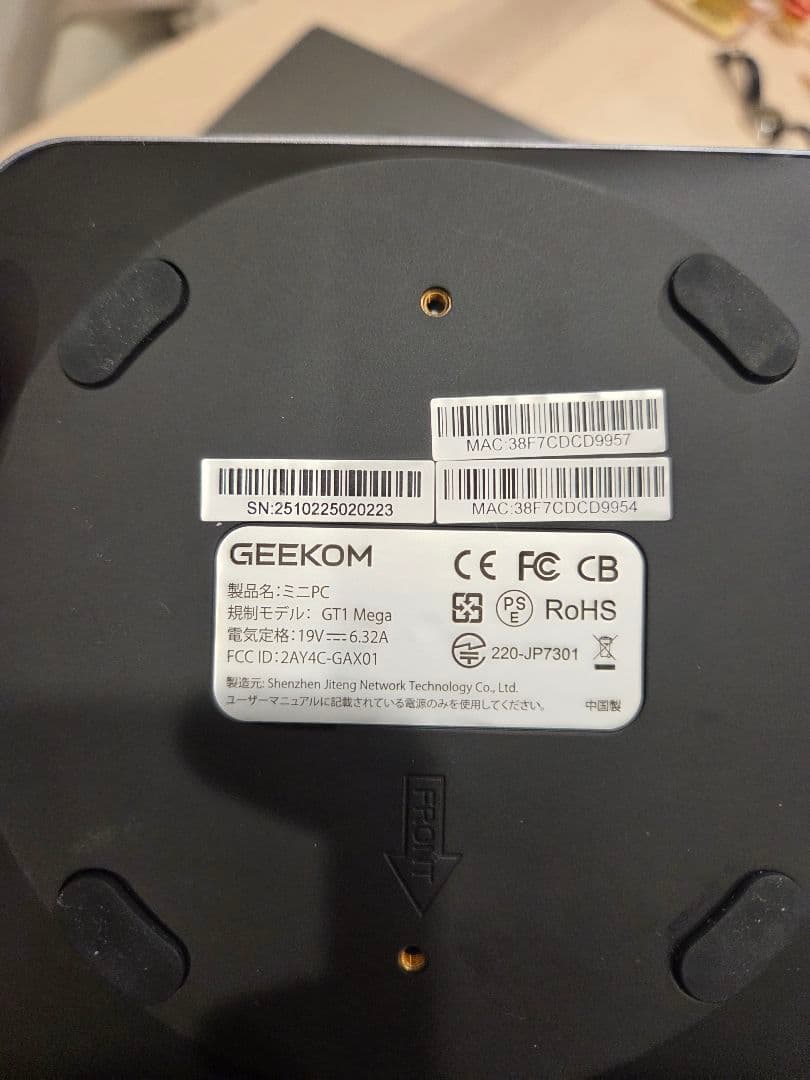 MAC:38F7CDCD9957
SN:2510225020223
MAC:38F7CDCD9954
GEEKOM
CE FC CB
製品名:ミニPC
規制モデル: GT1 Mega
PS
E
RoHS
電気定格:19V⎓6.32A
FCC ID:2AY4C-GAX01
220-JP7301
製造元: Shenzhen Jiteng Network Technology Co., Ltd.
ユーザーマニュアルに記載されている電源のみを使用してください。
中国製
FRONT